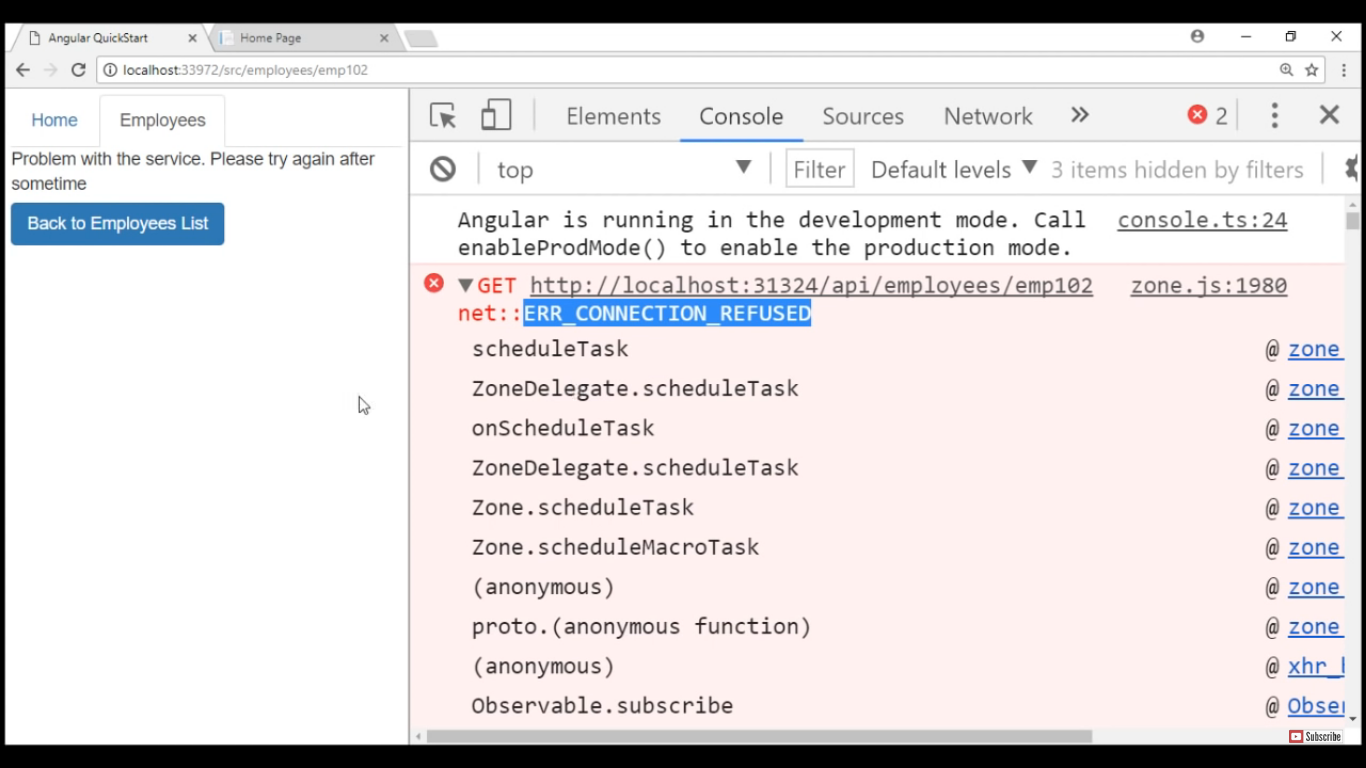 Angular QuickStart
Home Page
localhost:33972/src/employees/emp102
Home
Employees
Problem with the service. Please try again after
sometime
Back to Employees List
Elements
Console
Sources
Network
2
top
Filter
Default levels
3 items hidden by filters
Angular is running in the development mode. Call console.ts:24
enableProdMode() to enable the production mode.
GET http://localhost:31324/api/employees/emp102 zone.js:1980
net::ERR_CONNECTION_REFUSED
scheduleTask @ zone.
ZoneDelegate.scheduleTask @ zone.
onScheduleTask @ zone.
ZoneDelegate.scheduleTask @ zone.
Zone.scheduleTask @ zone.
Zone.scheduleMacroTask @ zone.
(anonymous) @ zone.
proto.(anonymous function) @ zone.
(anonymous) @ xhr_b
Observable.subscribe @ Obser
Subscribe